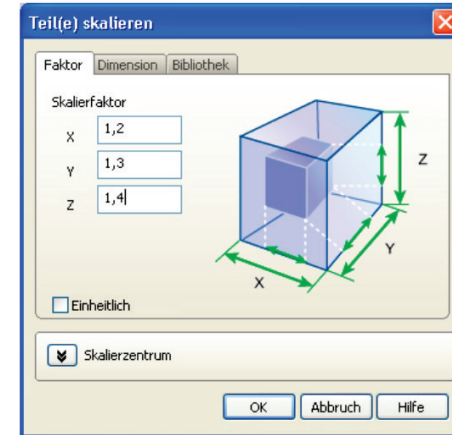 Teil(e) skalieren
Faktor Dimension Bibliothek
Skalierfaktor
X 1,2
Y 1,3
Z 1,4
Z
Y
X
Einheitlich
Skalierzentrum
OK Abbruch Hilfe